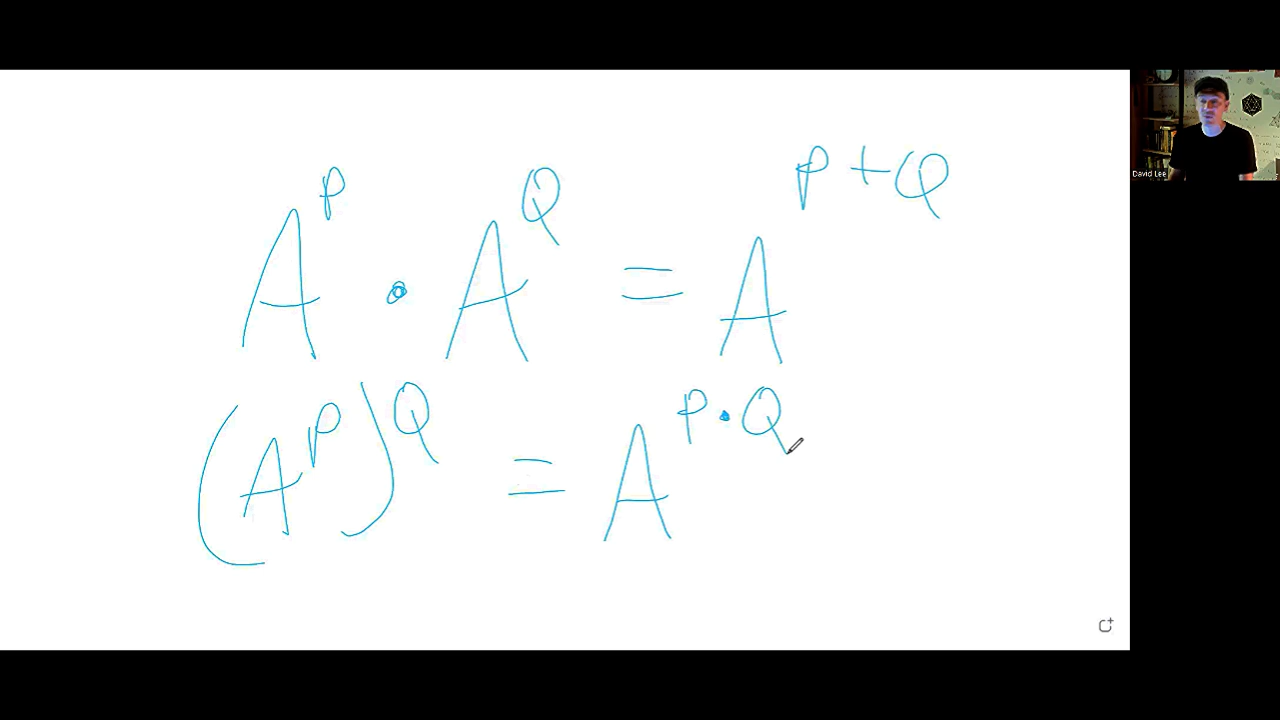 A^P · A^Q = A^P+Q
David Lee
(A^P)^Q = A^P·Q